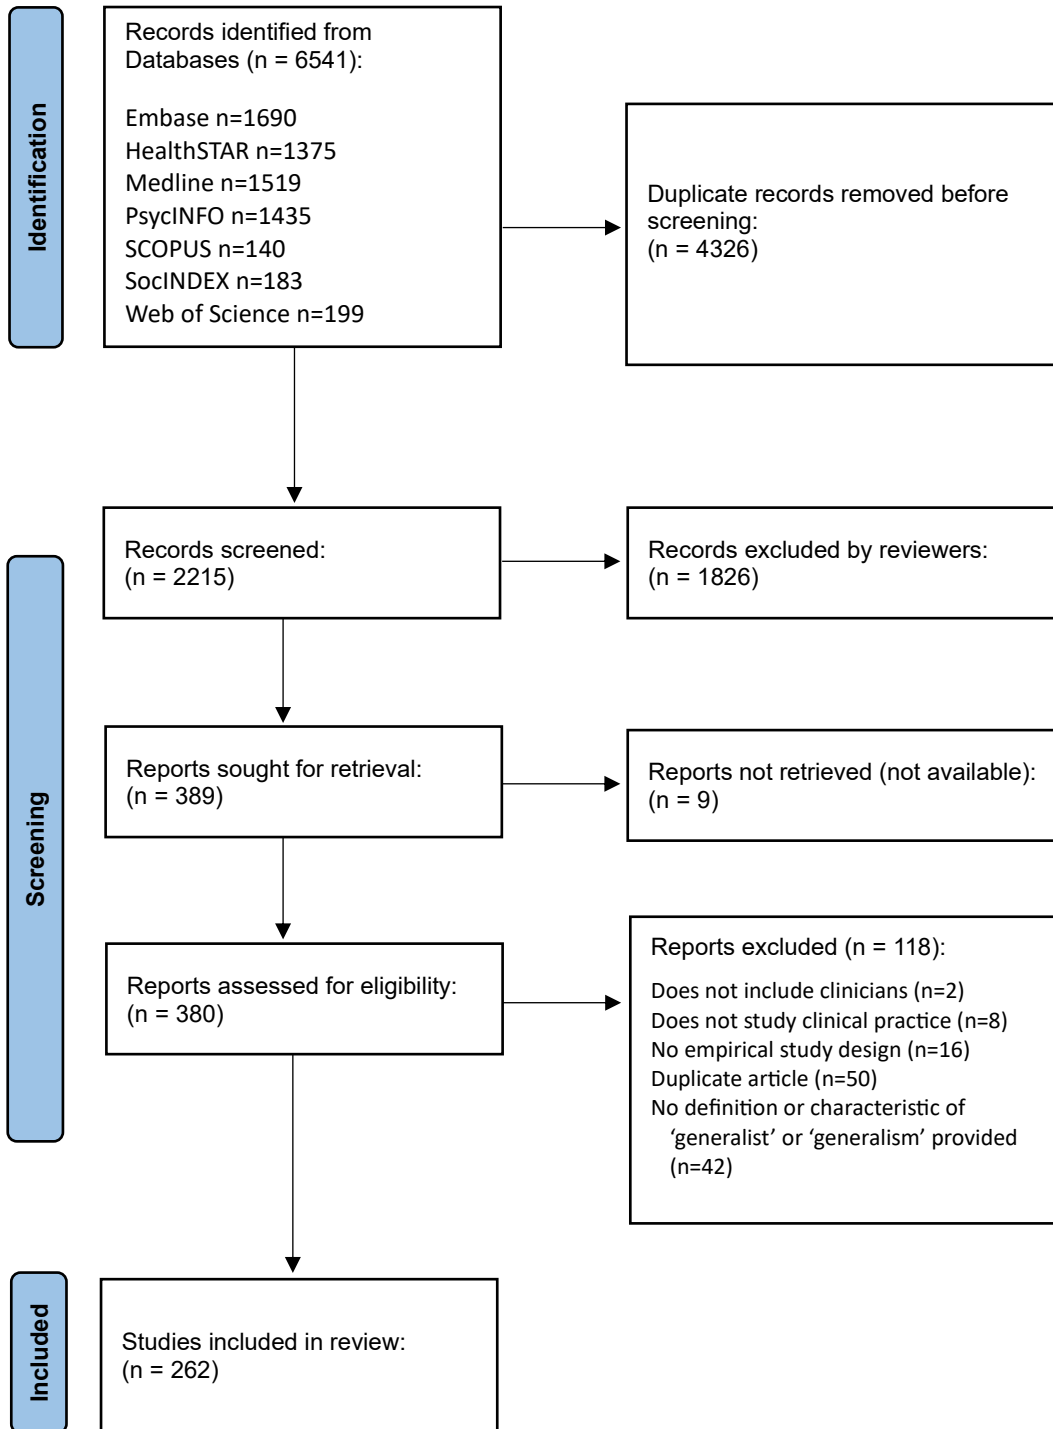 Identification
Records identified from
Databases (n = 6541):
Embase n=1690
HealthSTAR n=1375
Medline n=1519
PsycINFO n=1435
SCOPUS n=140
SocINDEX n=183
Web of Science n=199
Duplicate records removed before
screening:
(n = 4326)
Screening
Records screened:
(n = 2215)
Records excluded by reviewers:
(n = 1826)
Reports sought for retrieval:
(n = 389)
Reports not retrieved (not available):
(n = 9)
Reports assessed for eligibility:
(n = 380)
Reports excluded (n = 118):
Does not include clinicians (n=2)
Does not study clinical practice (n=8)
No empirical study design (n=16)
Duplicate article (n=50)
No definition or characteristic of
‘generalist’ or ‘generalism’ provided
(n=42)
Included
Studies included in review:
(n = 262)